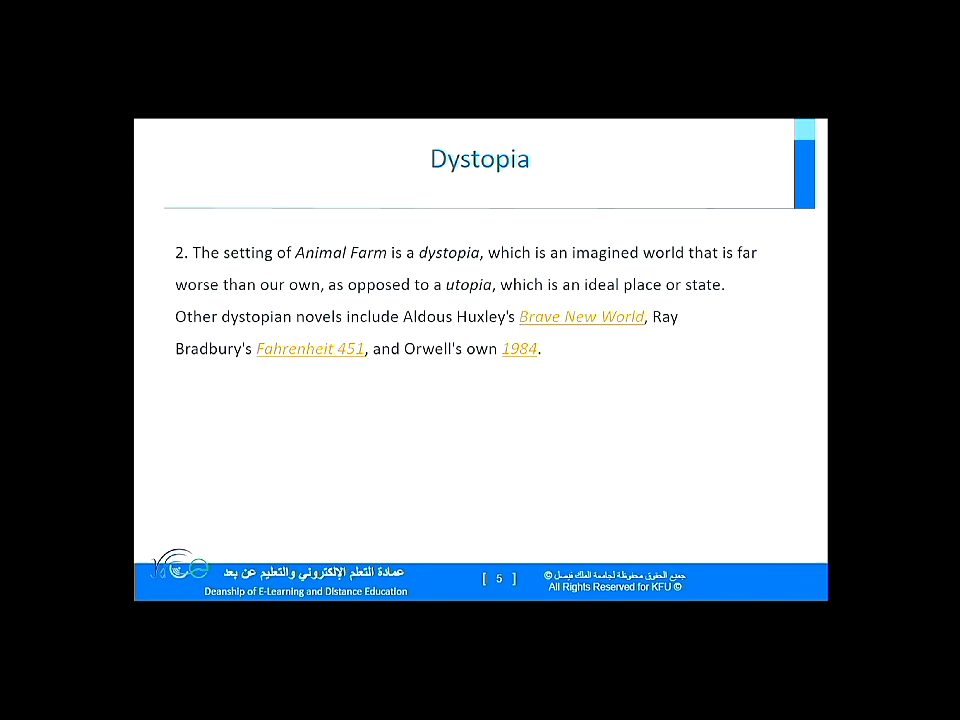 Dystopia
2. The setting of Animal Farm is a dystopia, which is an imagined world that is far
worse than our own, as opposed to a utopia, which is an ideal place or state.
Other dystopian novels include Aldous Huxley's Brave New World, Ray
Bradbury's Fahrenheit 451, and Orwell's own 1984.
عمادة التعلم الإلكتروني والتعليم عن بعد
Deanship of E-Learning and Distance Education
[ 5 ]
جميع الحقوق محفوظة لجامعة الملك فيصل ©
All Rights Reserved for KFU ©